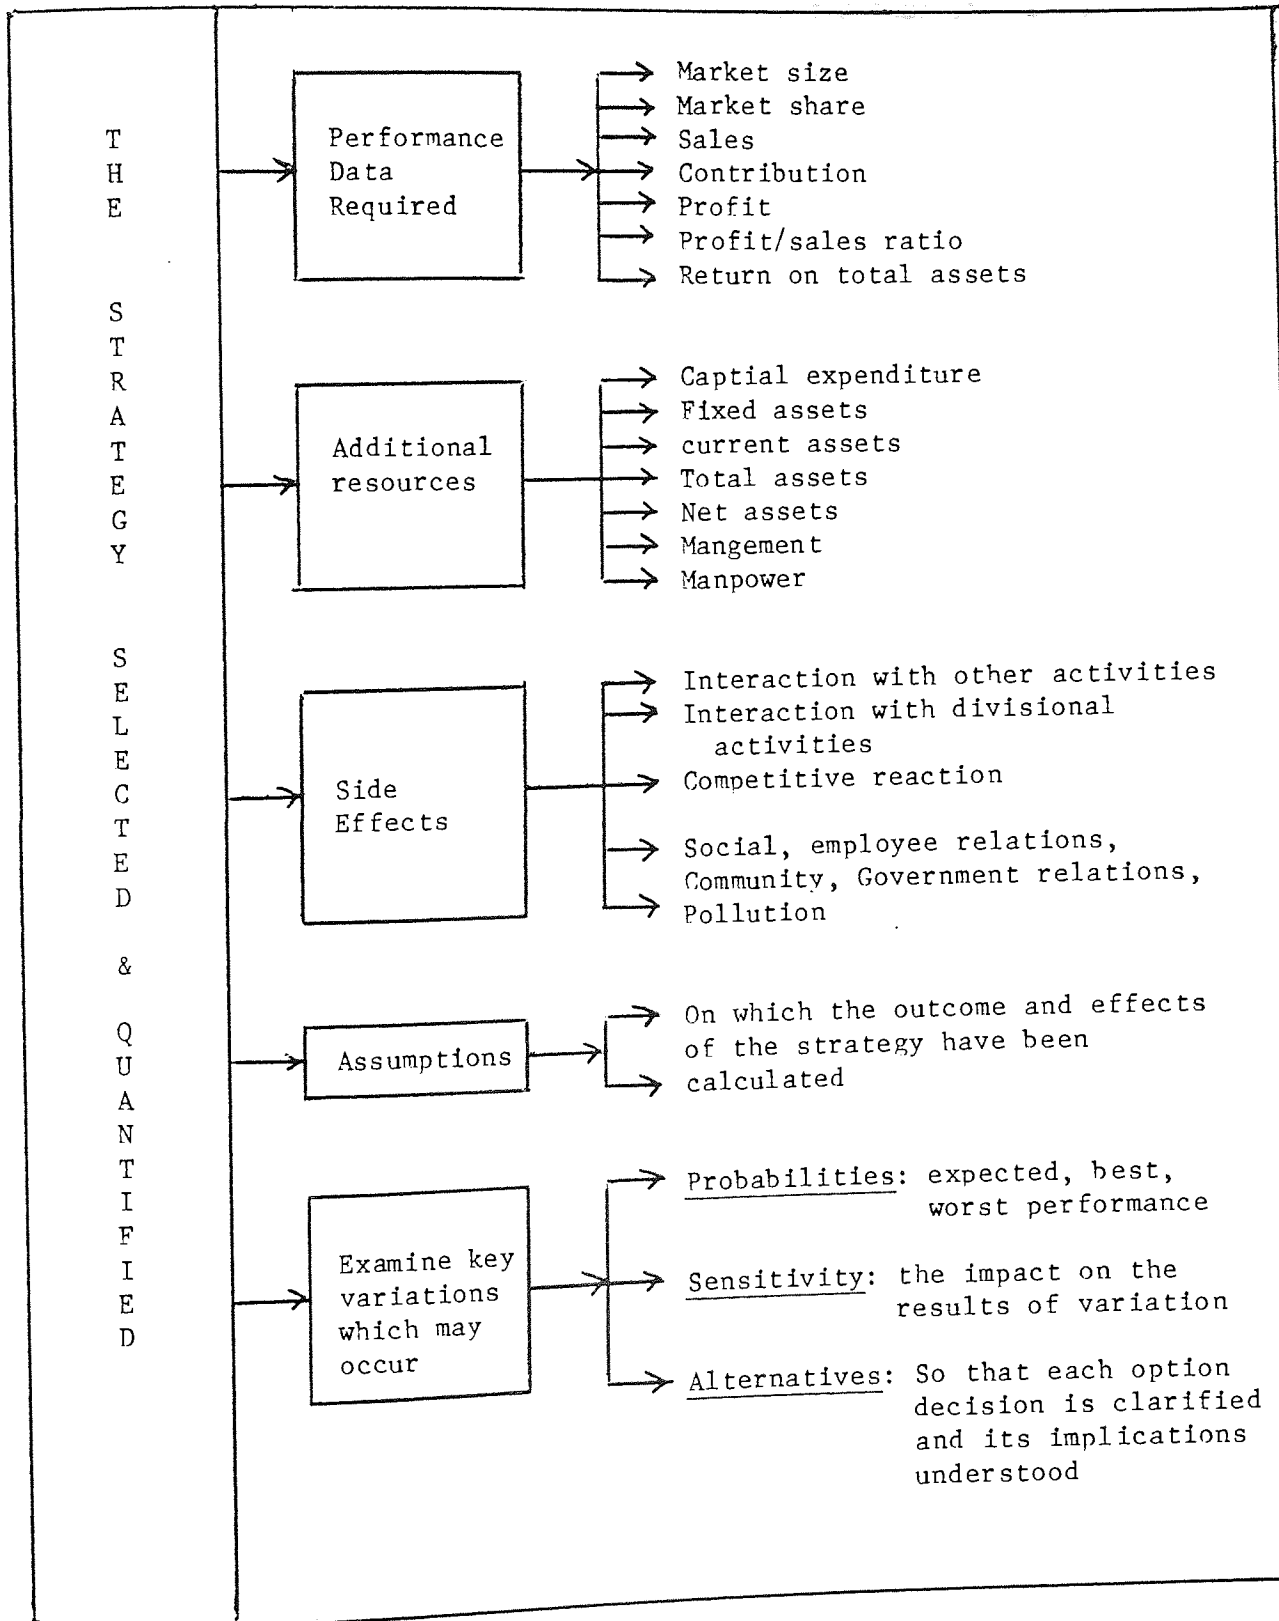 THE STRATEGY SELECTED & QUANTIFIED
Performance
Data
Required
Market size
Market share
Sales
Contribution
Profit
Profit/sales ratio
Return on total assets
Additional
resources
Captial expenditure
Fixed assets
current assets
Total assets
Net assets
Mangement
Manpower
Side
Effects
Interaction with other activities
Interaction with divisional
activities
Competitive reaction
Social, employee relations,
Community, Government relations,
Pollution
Assumptions
On which the outcome and effects
of the strategy have been
calculated
Examine key
variations
which may
occur
Probabilities: expected, best,
worst performance
Sensitivity: the impact on the
results of variation
Alternatives: So that each option
decision is clarified
and its implications
understood